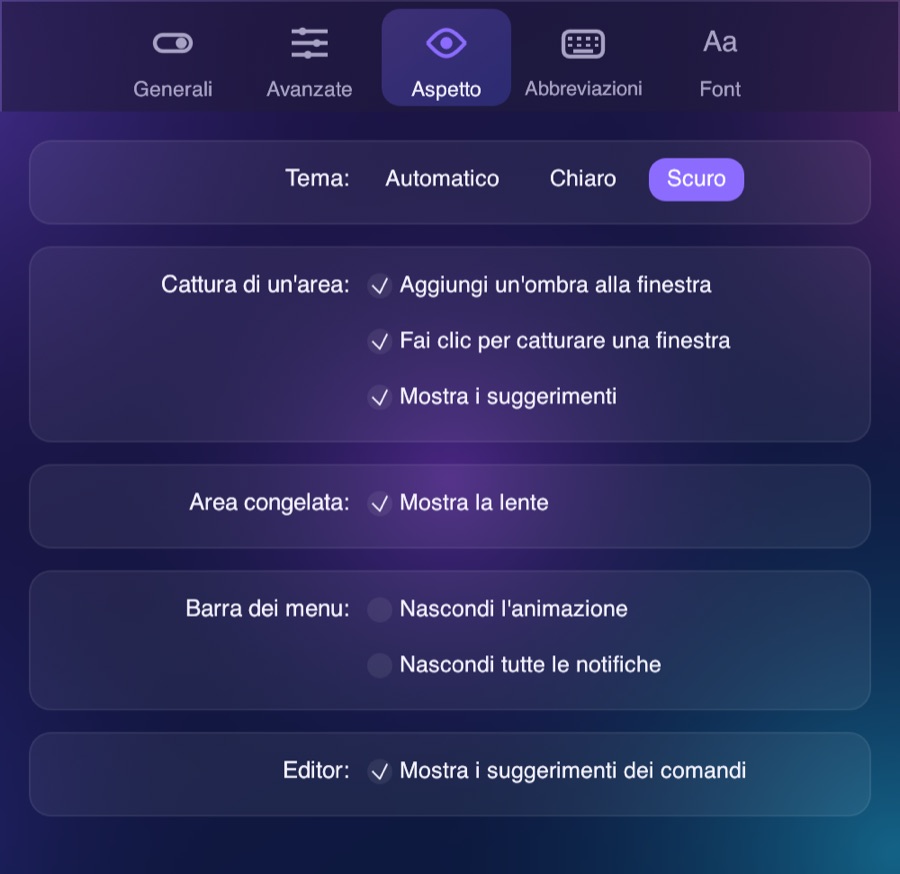 Generali
Avanzate
Aspetto
Abbreviazioni
Aa
Font
Tema: Automatico Chiaro Scuro
Cattura di un'area: Aggiungi un'ombra alla finestra
Fai clic per catturare una finestra
Mostra i suggerimenti
Area congelata: Mostra la lente
Barra dei menu: Nascondi l'animazione
Nascondi tutte le notifiche
Editor: Mostra i suggerimenti dei comandi